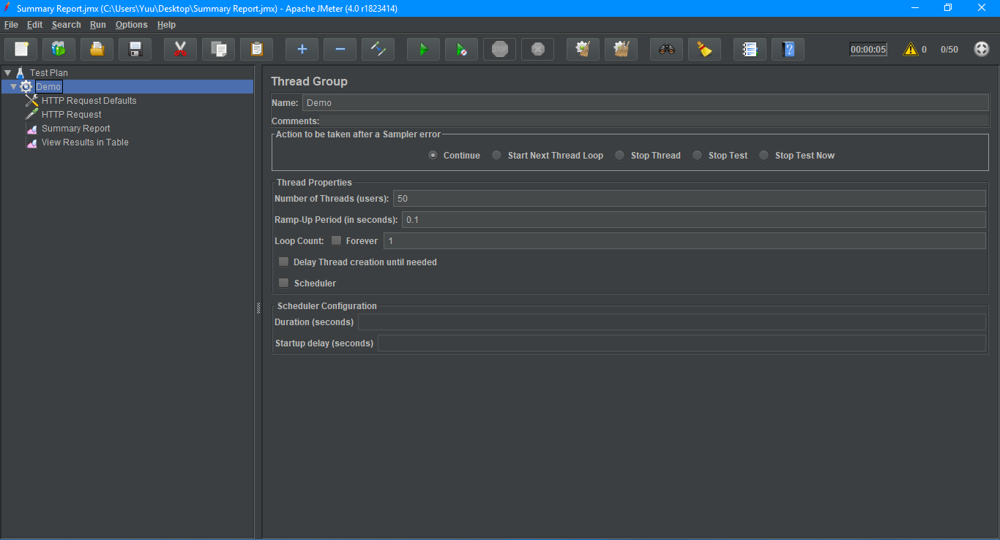 Summary Report.jmx (C:\Users\Yuu\Desktop\Summary Report.jmx) - Apache JMeter (4.0 r1823414)
File Edit Search Run Options Help
STOP 00:00:05 0 0/50
Test Plan
Demo
HTTP Request Defaults
HTTP Request
Summary Report
View Results in Table
Thread Group
Name: Demo
Comments:
Action to be taken after a Sampler error
Continue Start Next Thread Loop Stop Thread Stop Test Stop Test Now
Thread Properties
Number of Threads (users): 50
Ramp-Up Period (in seconds): 0.1
Loop Count: Forever 1
Delay Thread creation until needed
Scheduler
Scheduler Configuration
Duration (seconds)
Startup delay (seconds)